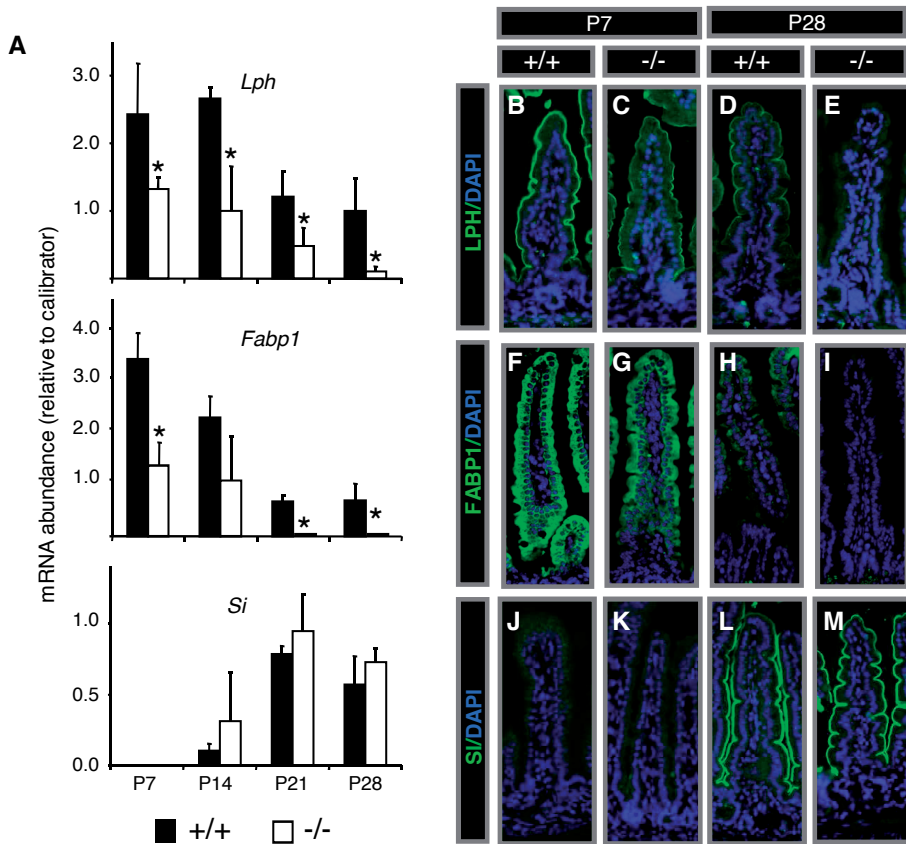 A
mRNA abundance (relative to calibrator)
Lph
3.0
2.0
1.0
*
*
*
*
Fabp1
4.0
3.0
2.0
1.0
*
*
*
Si
1.0
0.5
0.0
P7 P14 P21 P28
+/+ -/-
P7 P28
+/+ -/- +/+ -/-
LPH/DAPI
B C D E
FABP1/DAPI
F G H I
SI/DAPI
J K L M